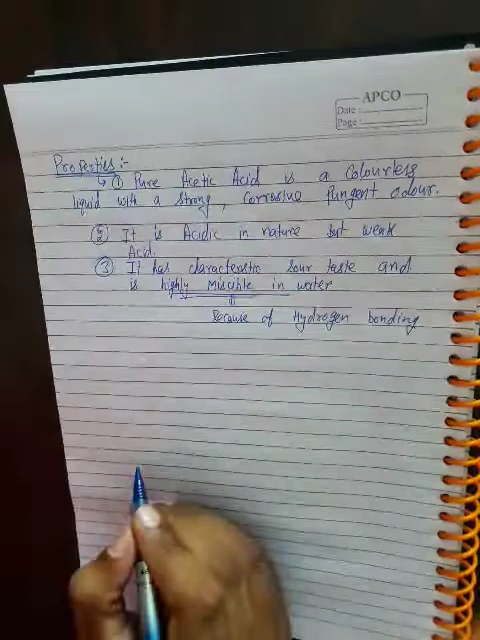 APCO
Date :
Page :
Properties :-
↳ ① Pure Acetic Acid is a Colourless
liquid with a strong, Corrosive Pungent odour.
② It is Acidic in nature but weak
Acid.
③ It has characterstic Sour taste and
is highly Miscible in water
Because of Hydrogen bonding